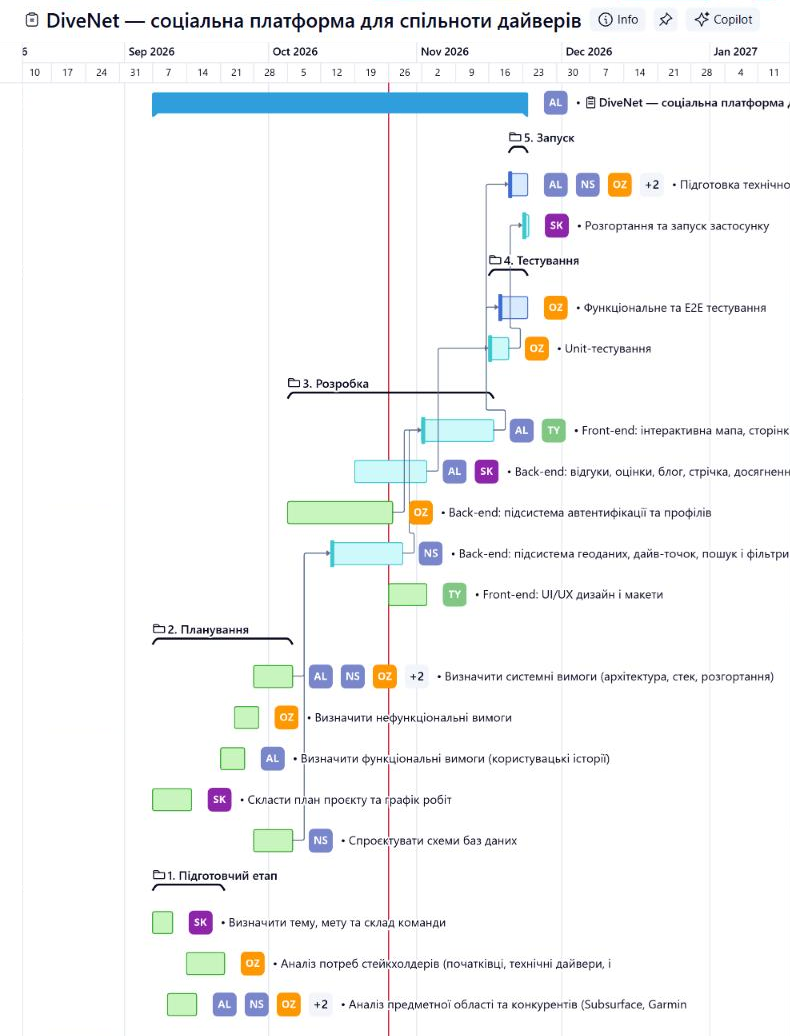 DiveNet — соціальна платформа для спільноти дайверів Info Copilot
6 Sep 2026 Oct 2026 Nov 2026 Dec 2026 Jan 2027
10 17 24 31 7 14 21 28 5 12 19 26 2 9 16 23 30 7 14 21 28 4 11
AL • DiveNet — соціальна платформа д
5. Запуск
AL NS OZ +2 • Підготовка технічно
SK • Розгортання та запуск застосунку
4. Тестування
OZ • Функціональне та E2E тестування
OZ • Unit-тестування
3. Розробка
AL TY • Front-end: інтерактивна мапа, сторінк
AL SK • Back-end: відгуки, оцінки, блог, стрічка, досягненн
OZ • Back-end: підсистема автентифікації та профілів
NS • Back-end: підсистема геоданих, дайв-точок, пошук і фільтри
TY • Front-end: UI/UX дизайн і макети
2. Планування
AL NS OZ +2 • Визначити системні вимоги (архітектура, стек, розгортання)
OZ • Визначити нефункціональні вимоги
AL • Визначити функціональні вимоги (користувацькі історії)
SK • Скласти план проєкту та графік робіт
NS • Спроєктувати схеми баз даних
1. Підготовчий етап
SK • Визначити тему, мету та склад команди
OZ • Аналіз потреб стейкхолдерів (початківці, технічні дайвери, і
AL NS OZ +2 • Аналіз предметної області та конкурентів (Subsurface, Garmin